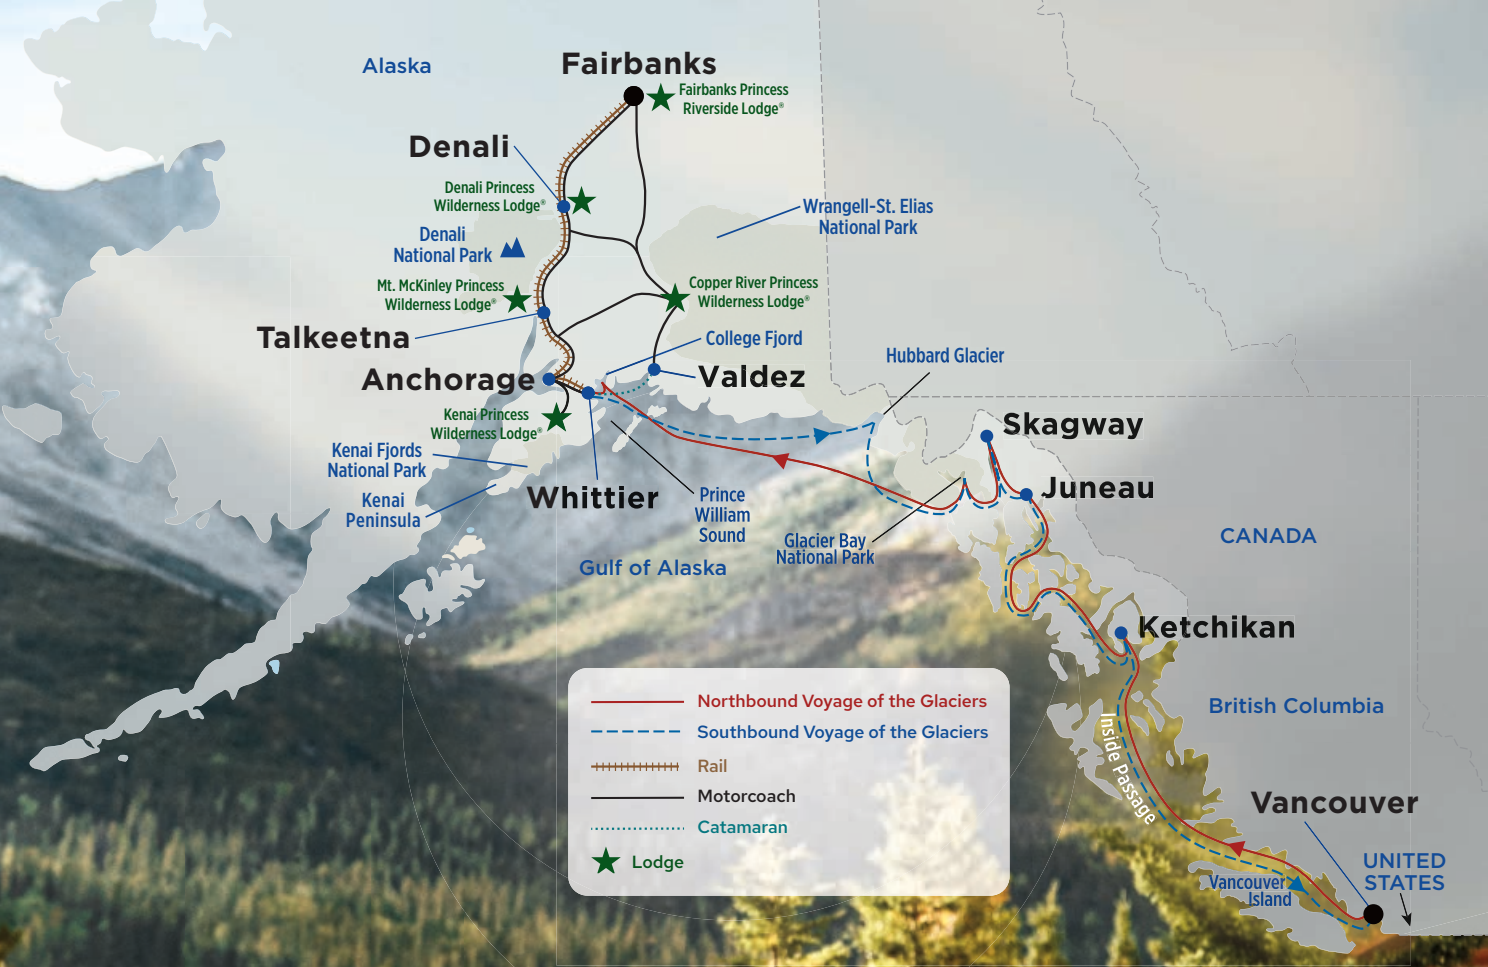 Alaska
Fairbanks
Fairbanks Princess
Riverside Lodge®
Denali
Denali Princess
Wilderness Lodge®
Denali
National Park
Wrangell-St. Elias
National Park
Mt. McKinley Princess
Wilderness Lodge®
Copper River Princess
Wilderness Lodge®
Talkeetna
College Fjord
Hubbard Glacier
Anchorage
Valdez
Kenai Princess
Wilderness Lodge®
Skagway
Kenai Fjords
National Park
Kenai
Peninsula
Whittier
Prince
William
Sound
Juneau
Glacier Bay
National Park
CANADA
Gulf of Alaska
Ketchikan
Northbound Voyage of the Glaciers
Southbound Voyage of the Glaciers
Rail
Motorcoach
Catamaran
Lodge
British Columbia
Inside Passage
Vancouver
UNITED
STATES
Vancouver
Island